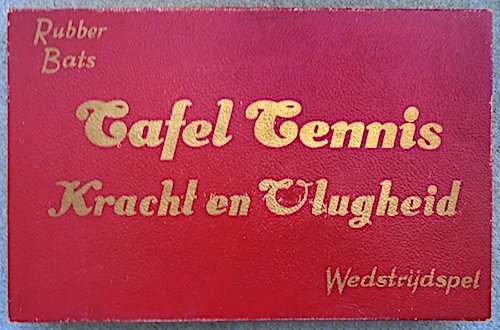 Rubber
Bats
Tafel Tennis
Kracht en Vlugheid
Wedstrijdspel